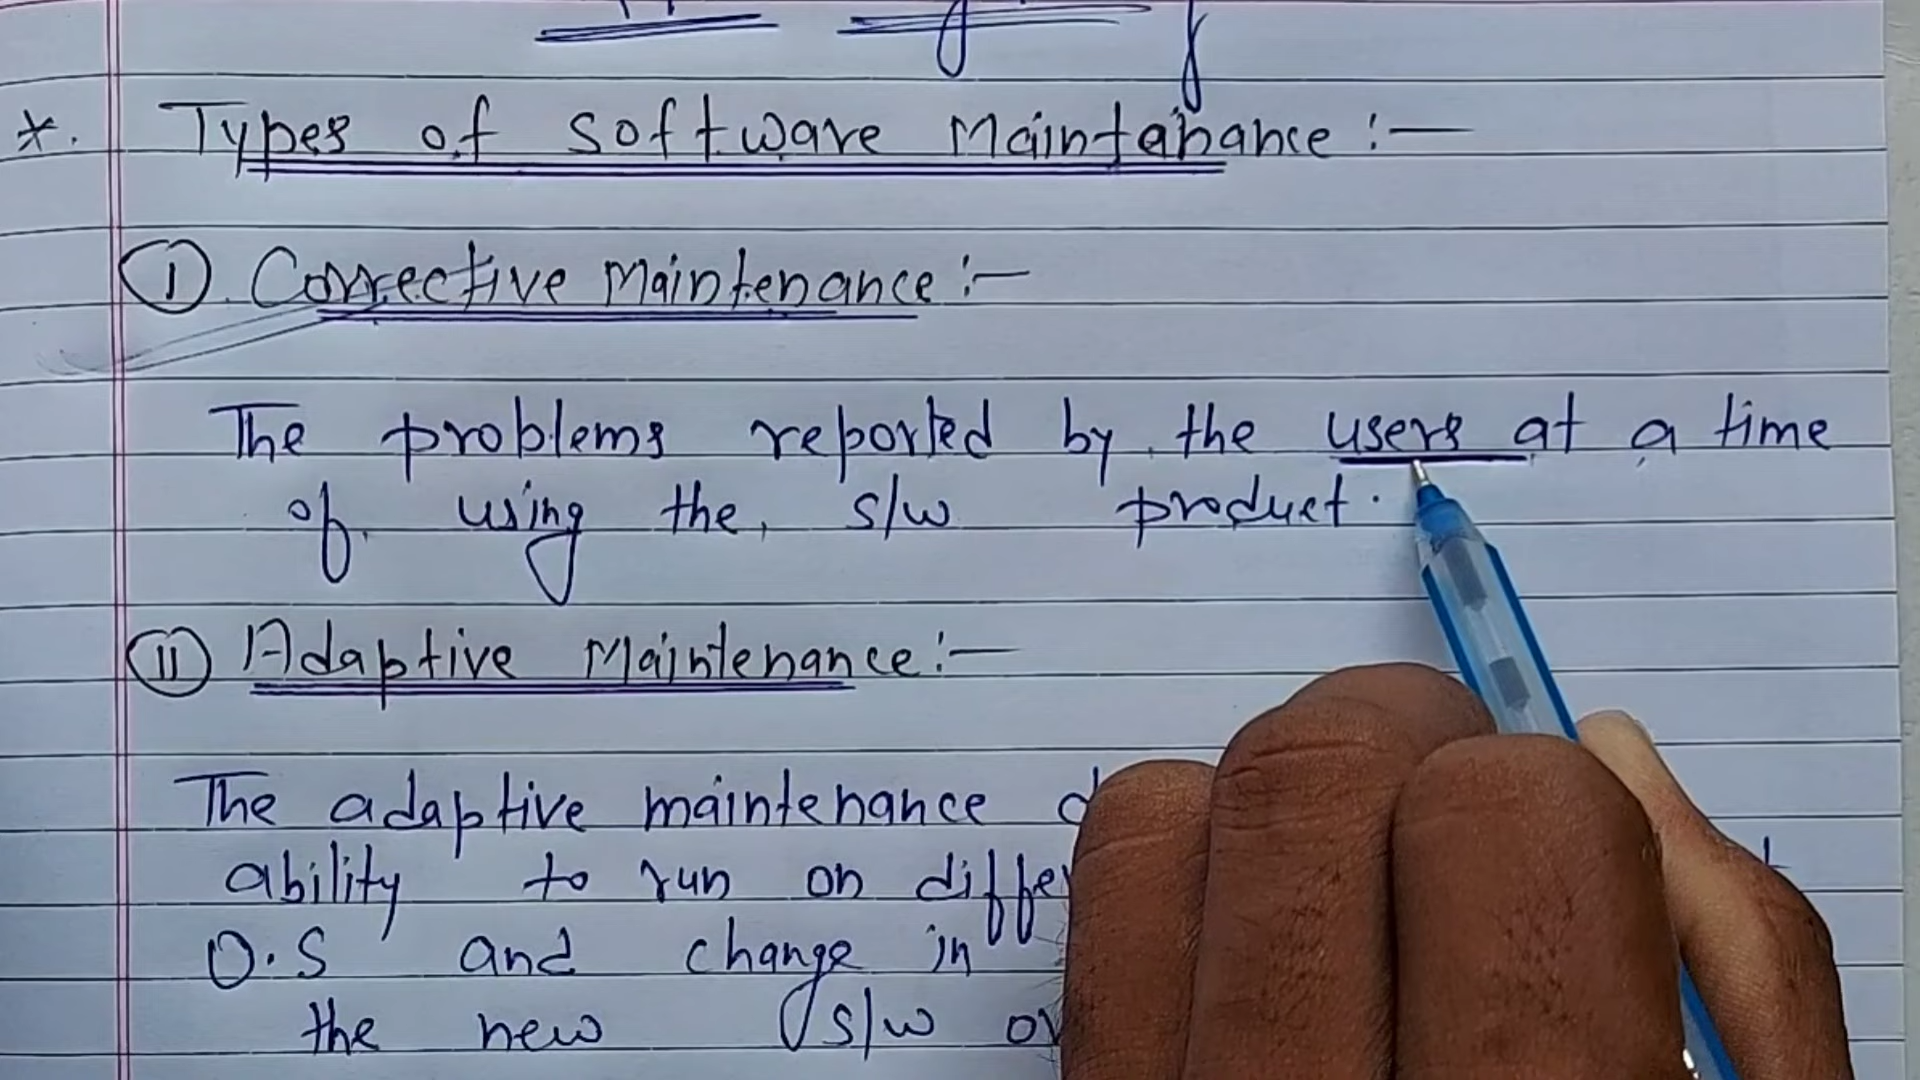 *. Types of Software Maintanance :-
I. Corrective Maintenance :-
The problems reported by the users at a time
of using the s/w product.
II Adaptive Maintenance :-
The adaptive maintenance
ability to run on
O.S and change in
the new s/w